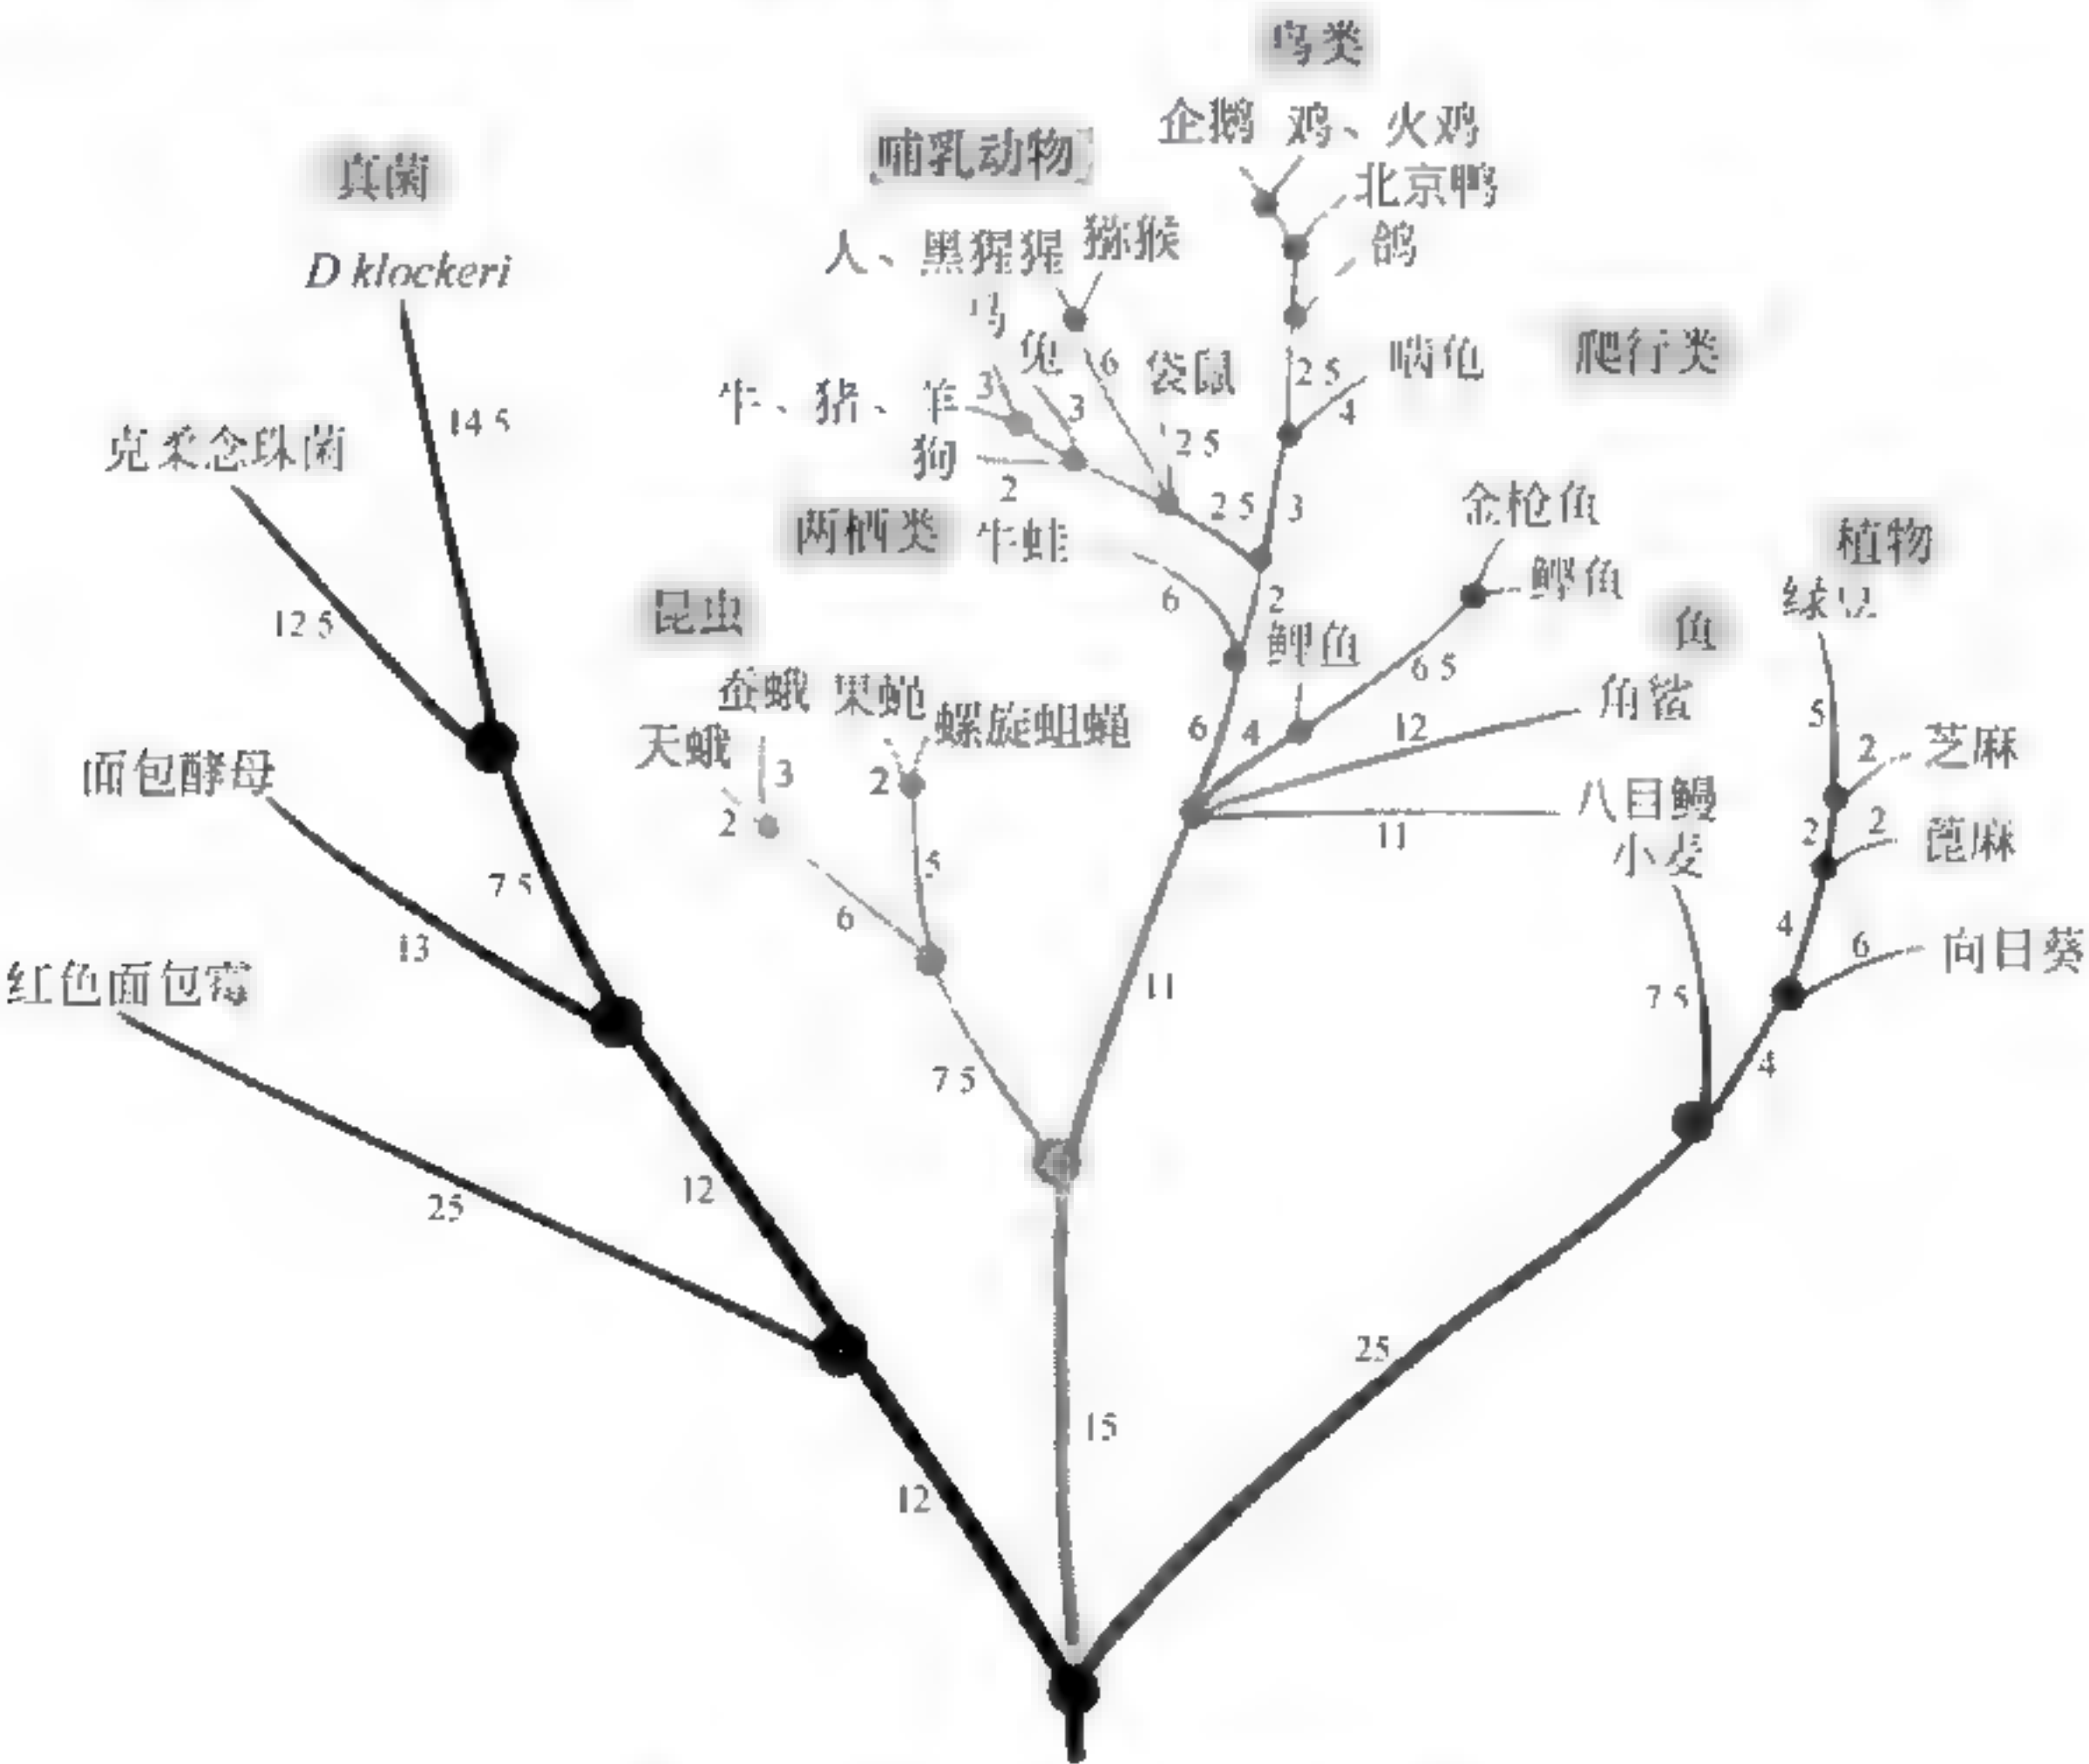 鸟类
企鹅 鸡、火鸡
哺乳动物
北京鸭
真菌
人、黑猩猩 猕猴
鸽
D klockeri
马
兔
6
袋鼠
2 5
啮龟
爬行类
牛、猪、羊
3
3
4
14 5
克柔念珠菌
狗
2
2 5
2 5
3
金枪鱼
两栖类 牛蛙
植物
6
2
鲣鱼
绿豆
昆虫
12 5
鲤鱼
鱼
6 5
蚕蛾 果蝇
螺旋蛆蝇
天蛾
角鲨
6
4
12
5
2
芝麻
面包酵母
3
2
2
八目鳗
11
2
2
蓖麻
小麦
7 5
5
6
4
6
向日葵
13
红色面包霉
11
7 5
7 5
4
12
25
25
15
12